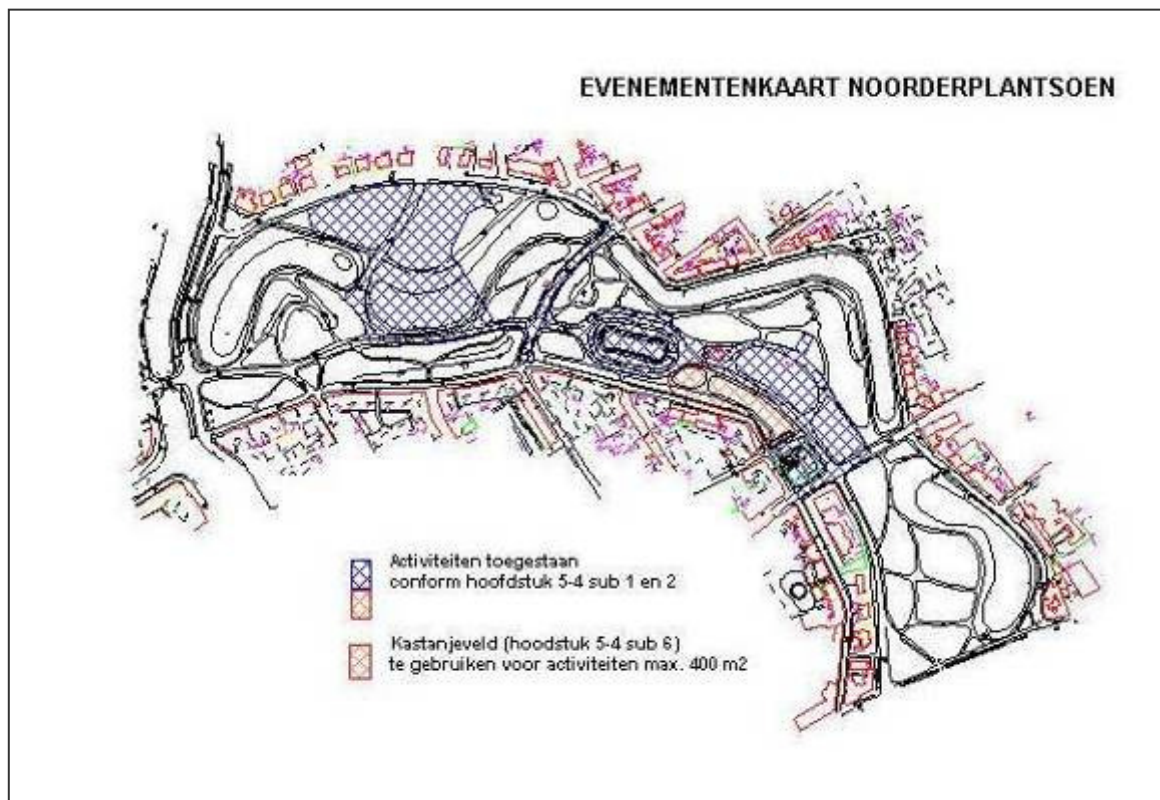 EVENEMENTENKAART NOORDERPLANTSOEN
Activiteiten toegestaan
conform hoofdstuk 5-4 sub 1 en 2
Kastanjeveld (hoodstuk 5-4 sub 6)
te gebruiken voor activiteiten max. 400 m2